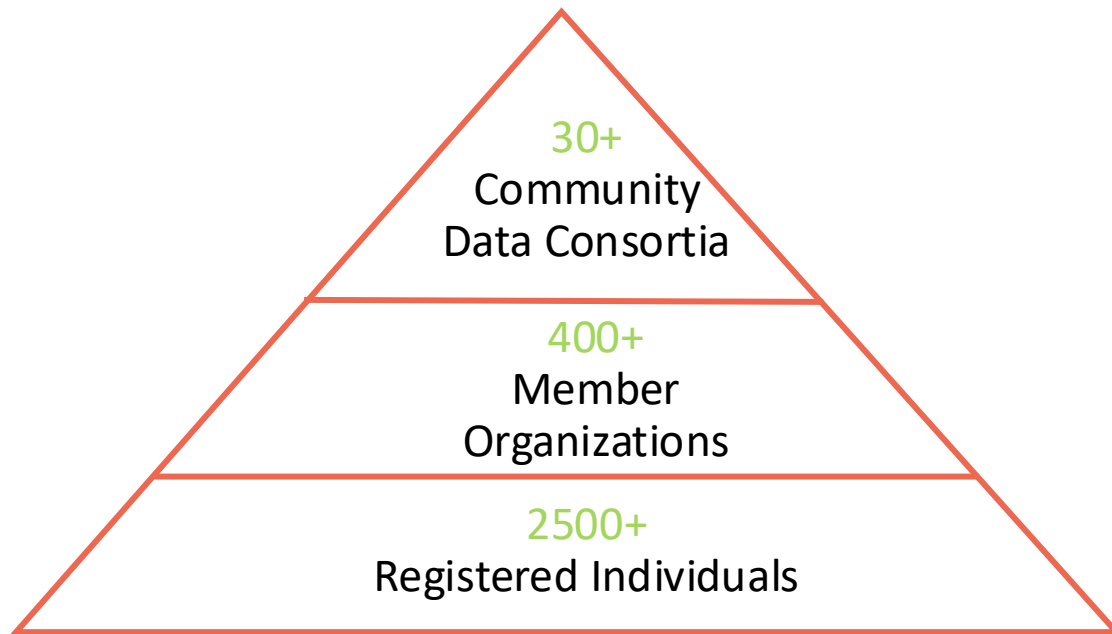 30+
Community
Data Consortia
400+
Member
Organizations
2500+
Registered Individuals